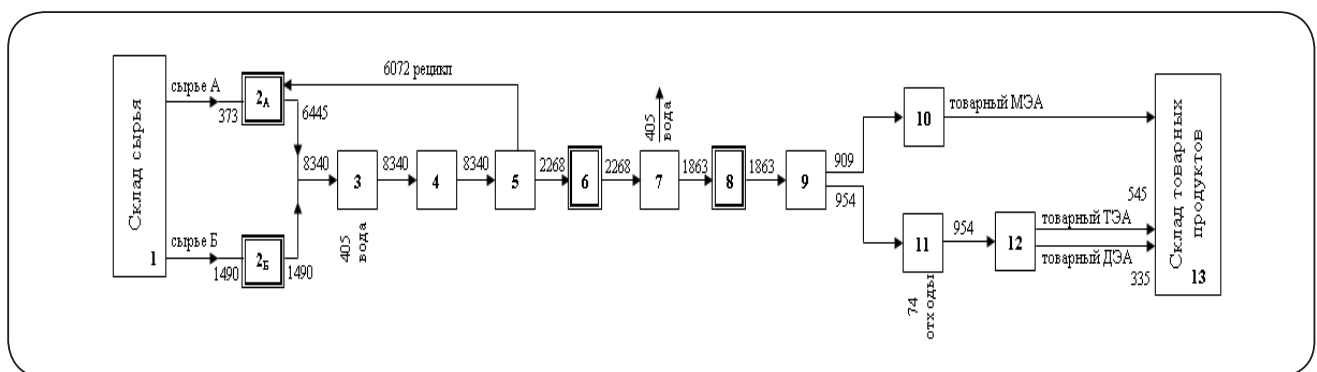 Склад сырья
1
сырье А
373
2А
6445
6072 рецикл
сырье Б
1490
2Б
1490
8340
3
405
вода
8340
4
8340
5
2268
6
2268
405
вода
7
1863
8
1863
9
909
954
10
товарный МЭА
11
74
отходы
954
12
товарный ТЭА
товарный ДЭА
545
335
Склад товарных
продуктов
13